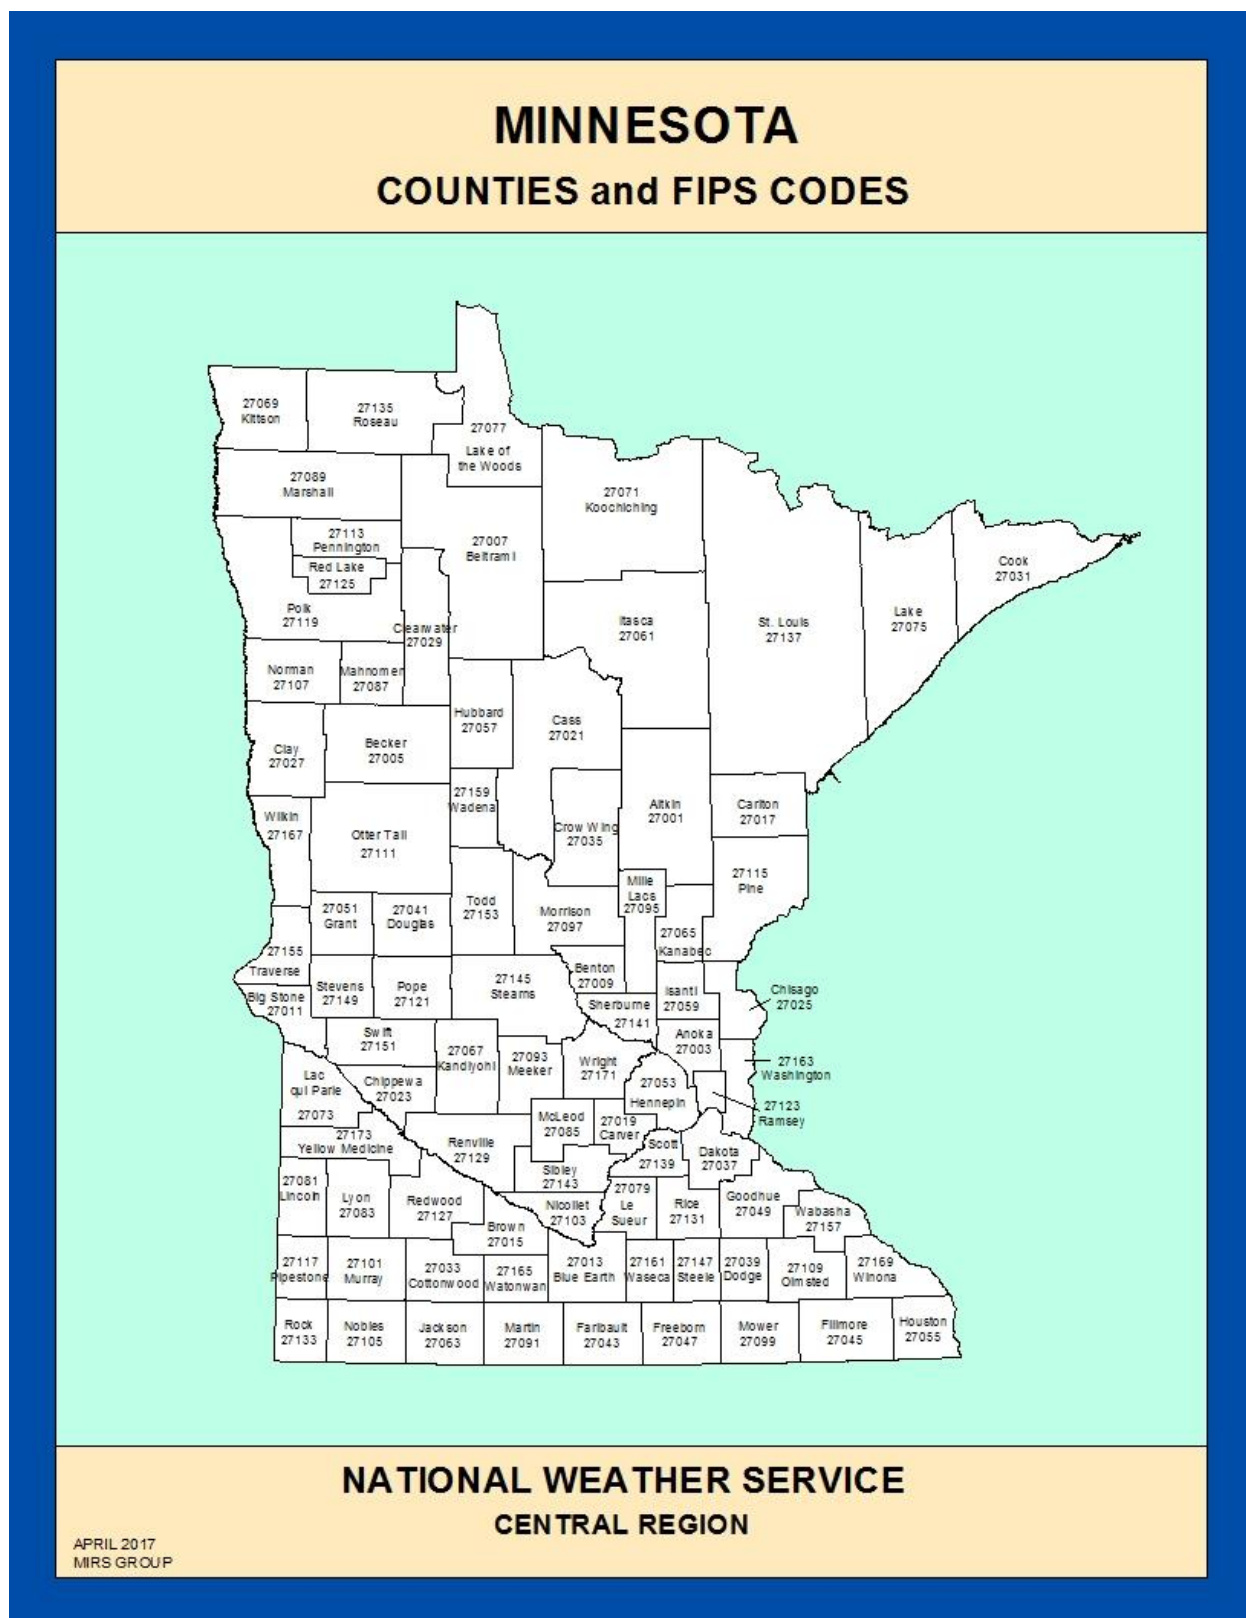 MINNESOTA
COUNTIES and FIPS CODES
27069
Kittson
27135
Roseau
27077
Lake of
the Woods
27089
Marshall
27071
Koochiching
27113
Pennington
27007
Beltrami
Red Lake
27125
Cook
27031
Polk
27119
Clearwater
27029
Itasca
27061
St. Louis
27137
Lake
27075
Norman
27107
Mahnomen
27087
Hubbard
27057
Cass
27021
Clay
27027
Becker
27005
27159
Wadena
Aitkin
27001
Carlton
27017
Wilkin
27167
Otter Tail
27111
Crow Wing
27035
27115
Pine
Mille
Lacs
27095
27051
Grant
27041
Douglas
Todd
27153
Morrison
27097
27065
Kanabec
27155
Traverse
Stevens
27149
Pope
27121
27145
Stearns
Benton
27009
Isanti
27059
Chisago
27025
Big Stone
27011
Sherburne
27141
Swift
27151
Anoka
27003
27067
Kandiyohi
27093
Meeker
Wright
27171
27163
Washington
Lac
qui Parle
27073
Chippewa
27023
27053
Hennepin
27123
Ramsey
McLeod
27085
27019
Carver
27173
Yellow Medicine
Renville
27129
Scott
27139
Dakota
27037
Sibley
27143
27081
Lincoln
Lyon
27083
Redwood
27127
Nicollet
27103
27079
Le
Sueur
Rice
27131
Goodhue
27049
Wabasha
27157
Brown
27015
27117
Pipestone
27101
Murray
27033
Cottonwood
27165
Watonwan
27013
Blue Earth
27161
Waseca
27147
Steele
27039
Dodge
27109
Olmsted
27169
Winona
Rock
27133
Nobles
27105
Jackson
27063
Martin
27091
Faribault
27043
Freeborn
27047
Mower
27099
Fillmore
27045
Houston
27055
NATIONAL WEATHER SERVICE
CENTRAL REGION
APRIL 2017
MIRS GROUP